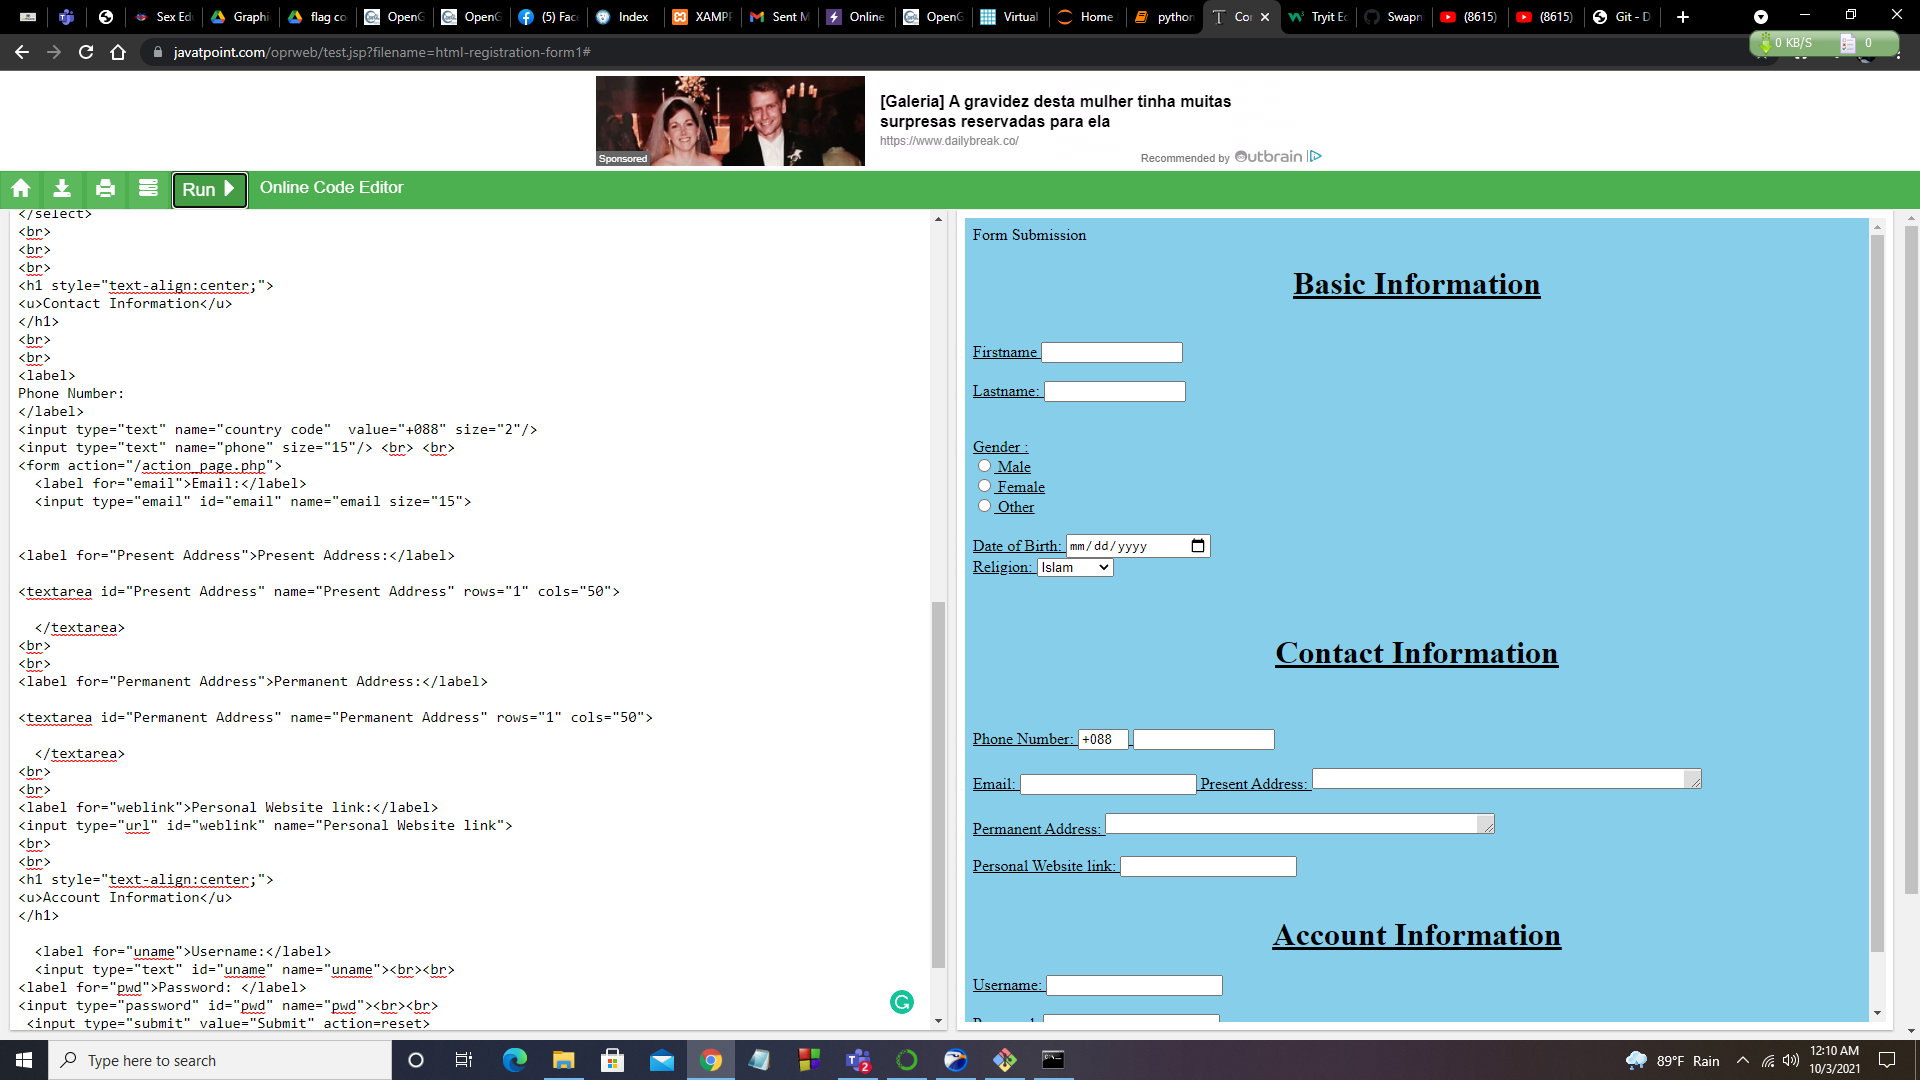 Sex Ed
Graphi
flag co
OpenG
OpenG
(5) Fac
Index
XAMPP
Sent M
Online
OpenG
Virtual
Home
python
Co
Tryit Ed
Swapn
(8615)
(8615)
Git - D
javatpoint.com/oprweb/test.jsp?filename=html-registration-form1#
0 KB/S
0
[Galeria] A gravidez desta mulher tinha muitas
surpresas reservadas para ela
https://www.dailybreak.co/
Sponsored
Recommended by Outbrain
Run
Online Code Editor
</select>
<br>
<br>
<br>
<h1 style="text-align:center;">
<u>Contact Information</u>
</h1>
<br>
<br>
<label>
Phone Number:
</label>
<input type="text" name="country code"  value="+088" size="2"/>
<input type="text" name="phone" size="15"/> <br> <br>
<form action="/action_page.php">
  <label for="email">Email:</label>
  <input type="email" id="email" name="email size="15">
<label for="Present Address">Present Address:</label>
<textarea id="Present Address" name="Present Address" rows="1" cols="50">
  </textarea>
<br>
<br>
<label for="Permanent Address">Permanent Address:</label>
<textarea id="Permanent Address" name="Permanent Address" rows="1" cols="50">
  </textarea>
<br>
<br>
<label for="weblink">Personal Website link:</label>
<input type="url" id="weblink" name="Personal Website link">
<br>
<br>
<h1 style="text-align:center;">
<u>Account Information</u>
</h1>
  <label for="uname">Username:</label>
  <input type="text" id="uname" name="uname"><br><br>
<label for="pwd">Password: </label>
<input type="password" id="pwd" name="pwd"><br><br>
 <input type="submit" value="Submit" action=reset>
Form Submission
Basic Information
Firstname
Lastname:
Gender :
Male
Female
Other
Date of Birth: mm/dd/yyyy
Religion: Islam
Contact Information
Phone Number: +088
Email: Present Address:
Permanent Address:
Personal Website link:
Account Information
Username:
Type here to search
2
89°F Rain
12:10 AM
10/3/2021